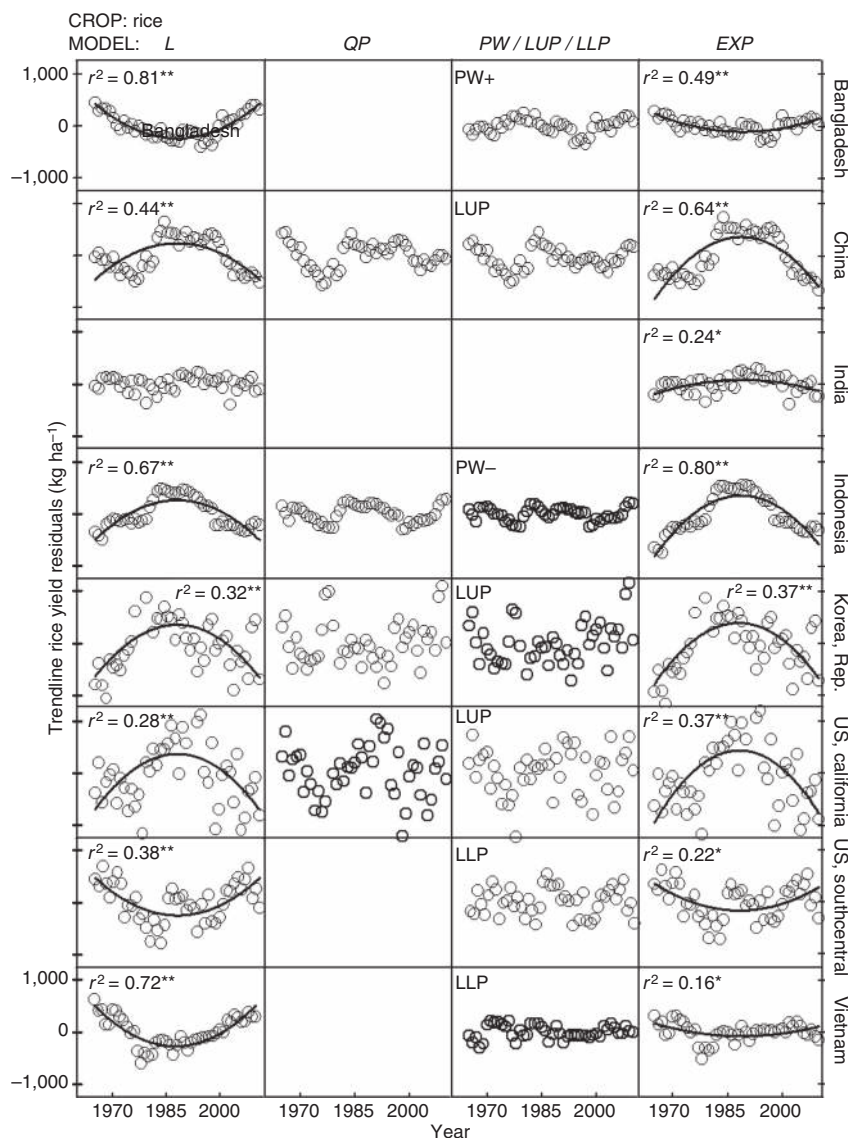 CROP: rice
MODEL: L QP PW / LUP / LLP EXP
1,000
0
−1,000
r² = 0.81**
Bangladesh
PW+
r² = 0.49**
Bangladesh
r² = 0.44**
LUP
r² = 0.64**
China
r² = 0.24*
India
r² = 0.67**
PW−
r² = 0.80**
Indonesia
r² = 0.32**
LUP
r² = 0.37**
Korea, Rep.
r² = 0.28**
LUP
r² = 0.37**
US, california
r² = 0.38**
LLP
r² = 0.22*
US, southcentral
1,000
0
−1,000
r² = 0.72**
LLP
r² = 0.16*
Vietnam
Trendline rice yield residuals (kg ha⁻¹)
1970 1985 2000 1970 1985 2000 1970 1985 2000 1970 1985 2000
Year